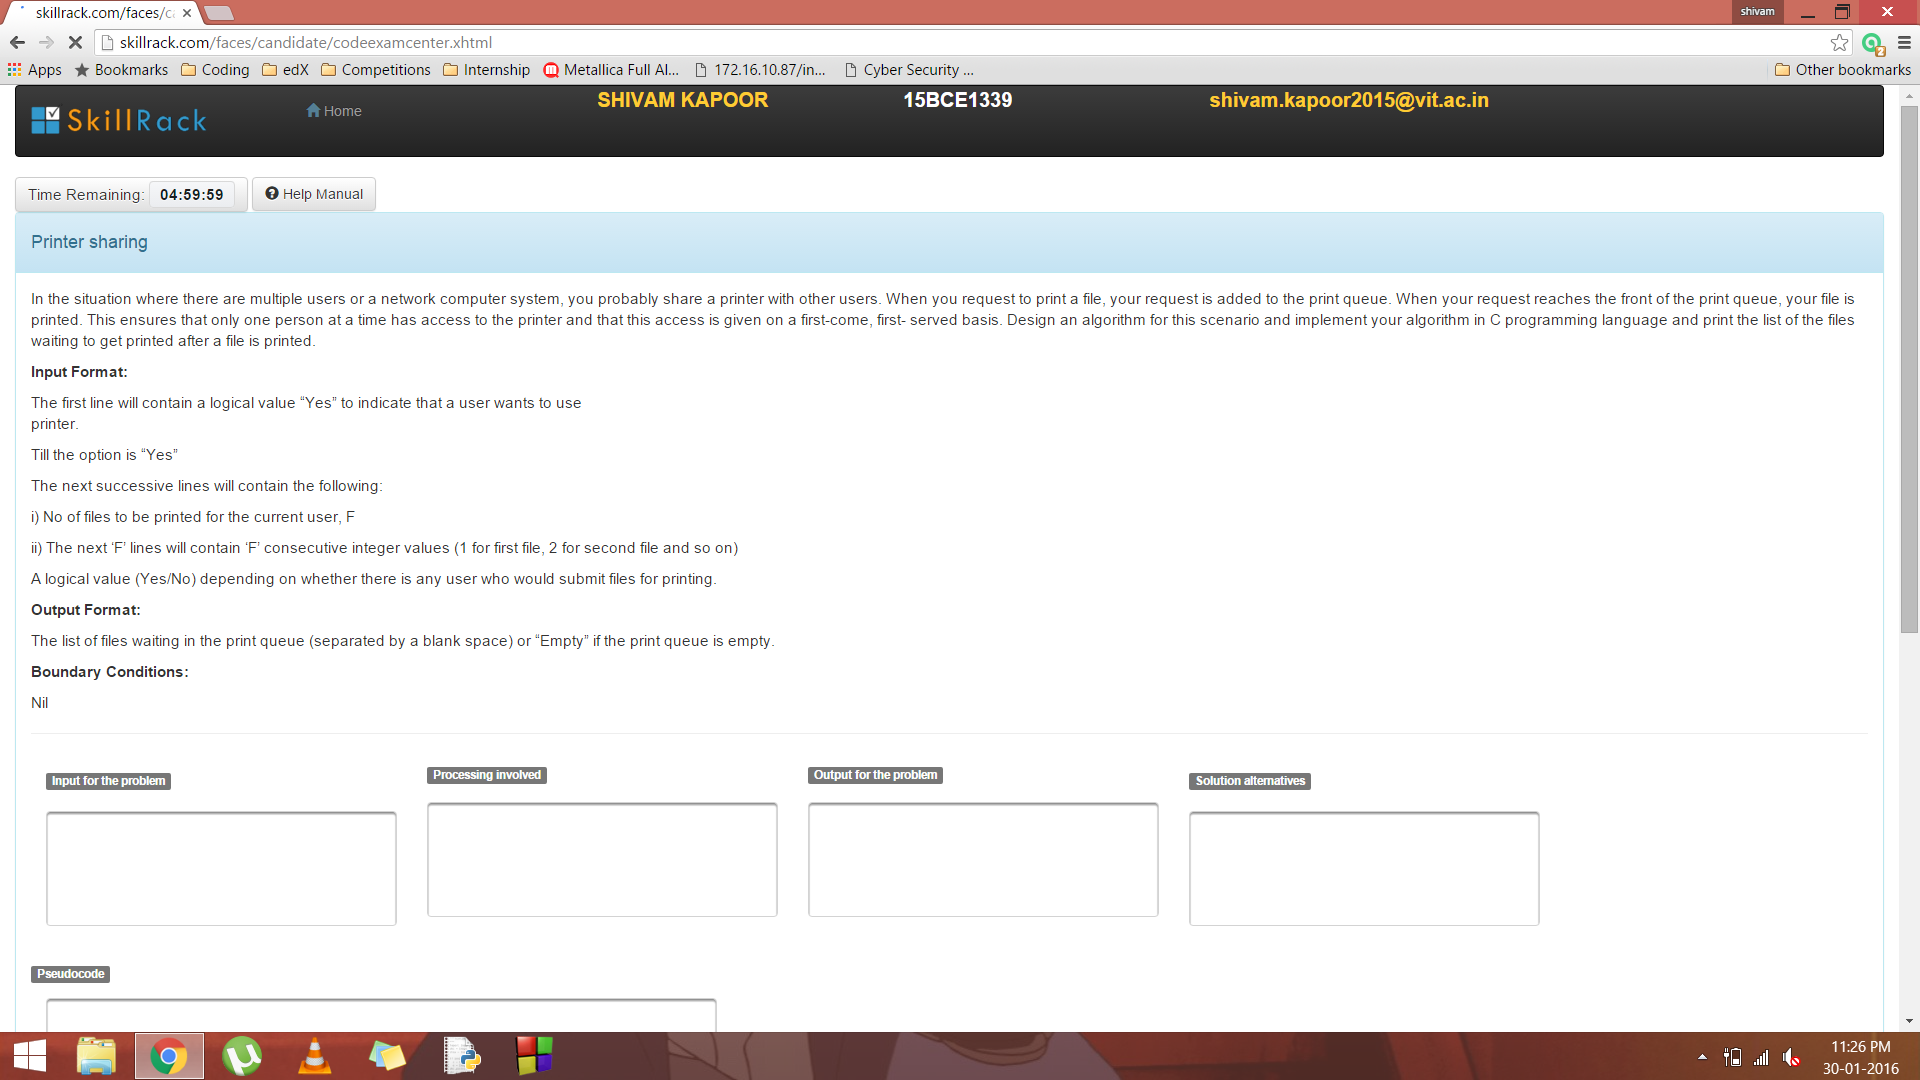 skillrack.com/faces/c
shivam
skillrack.com/faces/candidate/codeexamcenter.xhtml
2
Apps Bookmarks Coding edX Competitions Internship Metallica Full Al... 172.16.10.87/in... Cyber Security ... Other bookmarks
SkillRack Home SHIVAM KAPOOR 15BCE1339 shivam.kapoor2015@vit.ac.in
Time Remaining: 04:59:59 Help Manual
Printer sharing
In the situation where there are multiple users or a network computer system, you probably share a printer with other users. When you request to print a file, your request is added to the print queue. When your request reaches the front of the print queue, your file is
printed. This ensures that only one person at a time has access to the printer and that this access is given on a first-come, first- served basis. Design an algorithm for this scenario and implement your algorithm in C programming language and print the list of the files
waiting to get printed after a file is printed.
Input Format:
The first line will contain a logical value “Yes” to indicate that a user wants to use
printer.
Till the option is “Yes”
The next successive lines will contain the following:
i) No of files to be printed for the current user, F
ii) The next ‘F’ lines will contain ‘F’ consecutive integer values (1 for first file, 2 for second file and so on)
A logical value (Yes/No) depending on whether there is any user who would submit files for printing.
Output Format:
The list of files waiting in the print queue (separated by a blank space) or “Empty” if the print queue is empty.
Boundary Conditions:
Nil
Input for the problem Processing involved Output for the problem Solution alternatives
Pseudocode
11:26 PM
30-01-2016